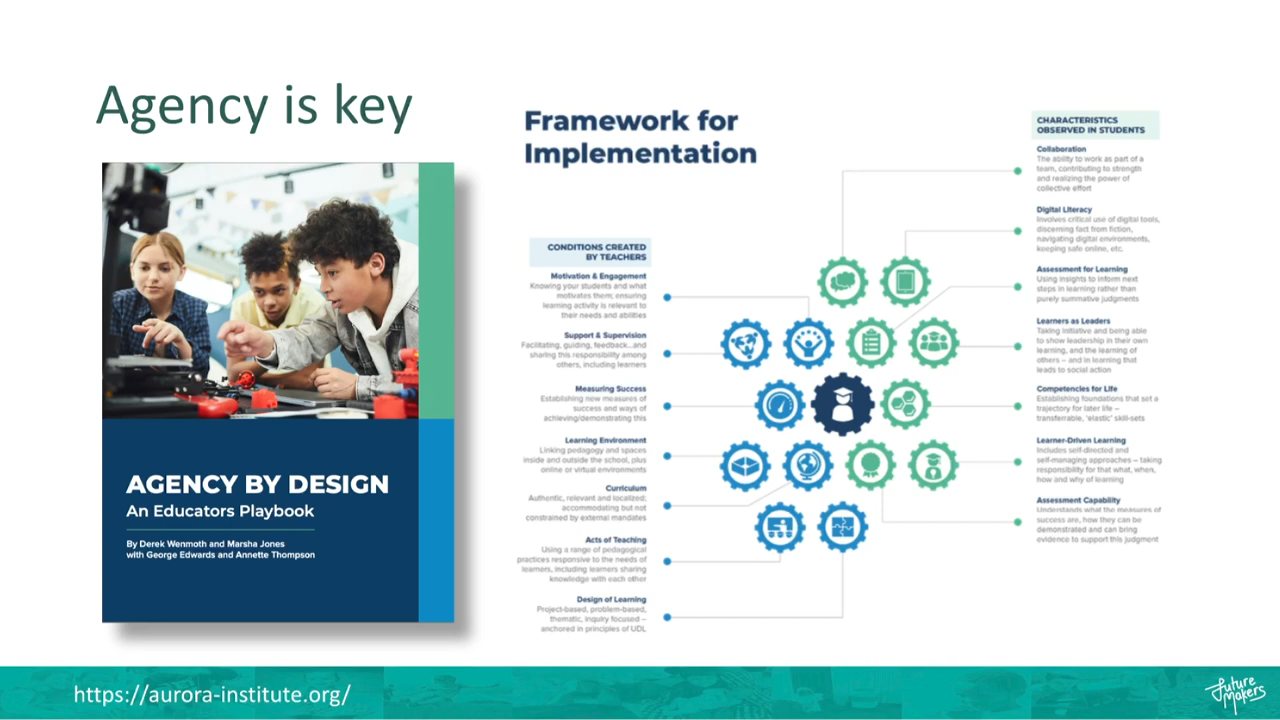 Agency is key
AGENCY BY DESIGN
An Educators Playbook
By Derek Wenmoth and Marsha Jones
with George Edwards and Annette Thompson
Framework for
Implementation
CONDITIONS CREATED
BY TEACHERS
Motivation & Engagement
Knowing your students and what
motivates them; ensuring
learning activity is relevant to
their needs and abilities
Support & Supervision
Facilitating, guiding, feedback...and
sharing this responsibility among
others, including learners
Measuring Success
Establishing new measures of
success and ways of
achieving/demonstrating this
Learning Environment
Linking pedagogy and spaces
inside and outside the school, plus
online or virtual environments
Curriculum
Authentic, relevant and localized;
accommodating but not
constrained by external mandates
Acts of Teaching
Using a range of pedagogical
practices responsive to the needs of
learners, including learners sharing
knowledge with each other
Design of Learning
Project-based, problem-based,
thematic, inquiry focused –
anchored in principles of UDL
CHARACTERISTICS
OBSERVED IN STUDENTS
Collaboration
The ability to work as part of a
team, contributing to strength
and realizing the power of
collective effort
Digital Literacy
Involves critical use of digital tools,
discerning fact from fiction,
navigating digital environments,
keeping safe online, etc.
Assessment for Learning
Using insights to inform next
steps in learning rather than
purely summative judgments
Learners as Leaders
Taking initiative and being able
to show leadership in their own
learning, and the learning of
others – and in learning that
leads to social action
Competencies for Life
Establishing foundations that set a
trajectory for later life –
transferrable, 'elastic' skill-sets
Learner-Driven Learning
Includes self-directed and
self-managing approaches – taking
responsibility for that what, when,
how and why of learning
Assessment Capability
Understands what the measures of
success are, how they can be
demonstrated and can bring
evidence to support this judgment
https://aurora-institute.org/
Future
Makers